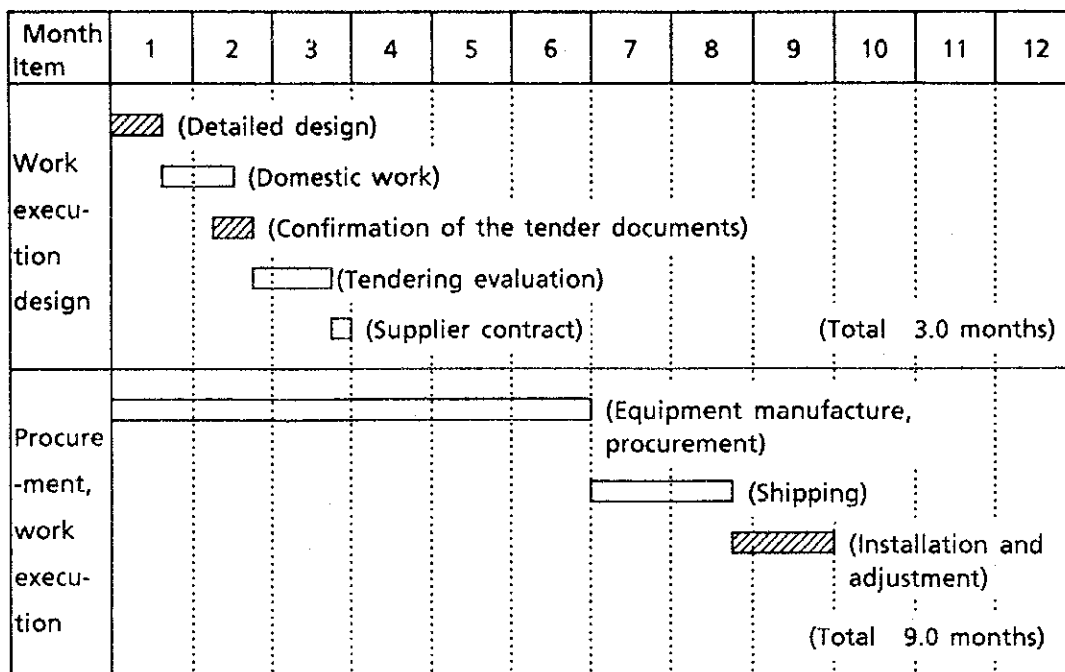 Month
Item
1 2 3 4 5 6 7 8 9 10 11 12
Work
execu-
tion
design
(Detailed design)
(Domestic work)
(Confirmation of the tender documents)
(Tendering evaluation)
(Supplier contract)
(Total 3.0 months)
Procure
-ment,
work
execu-
tion
(Equipment manufacture,
procurement)
(Shipping)
(Installation and
adjustment)
(Total 9.0 months)